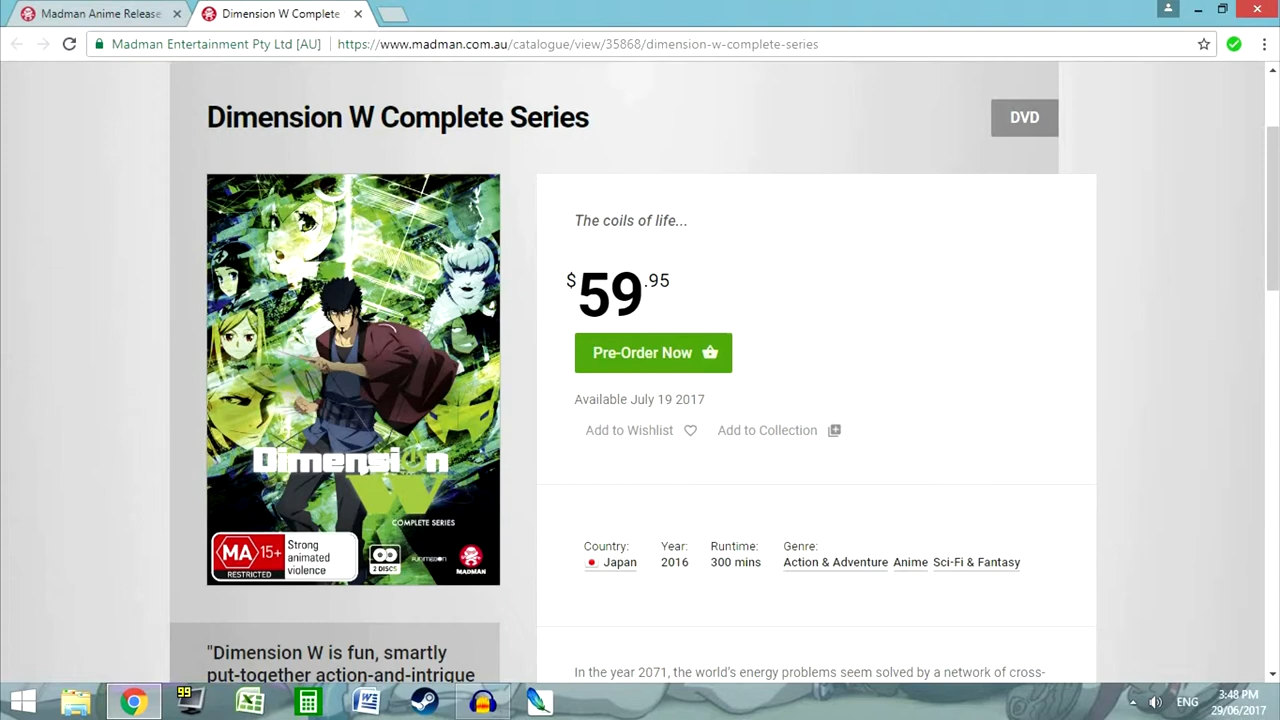 Madman Anime Release
Dimension W Complete
Madman Entertainment Pty Ltd [AU]
https://www.madman.com.au/catalogue/view/35868/dimension-w-complete-series
Dimension W Complete Series
DVD
The coils of life...
$59.95
Pre-Order Now
Available July 19 2017
Add to Wishlist
Add to Collection
Dimension
W
COMPLETE SERIES
MA 15+
RESTRICTED
Strong
animated
violence
2 DISCS
FUNIMATION
MADMAN
Country: Year: Runtime: Genre:
Japan 2016 300 mins Action & Adventure Anime Sci-Fi & Fantasy
"Dimension W is fun, smartly
put-together action-and-intrigue
In the year 2071, the world's energy problems seem solved by a network of cross-
99
ENG
3:48 PM
29/06/2017